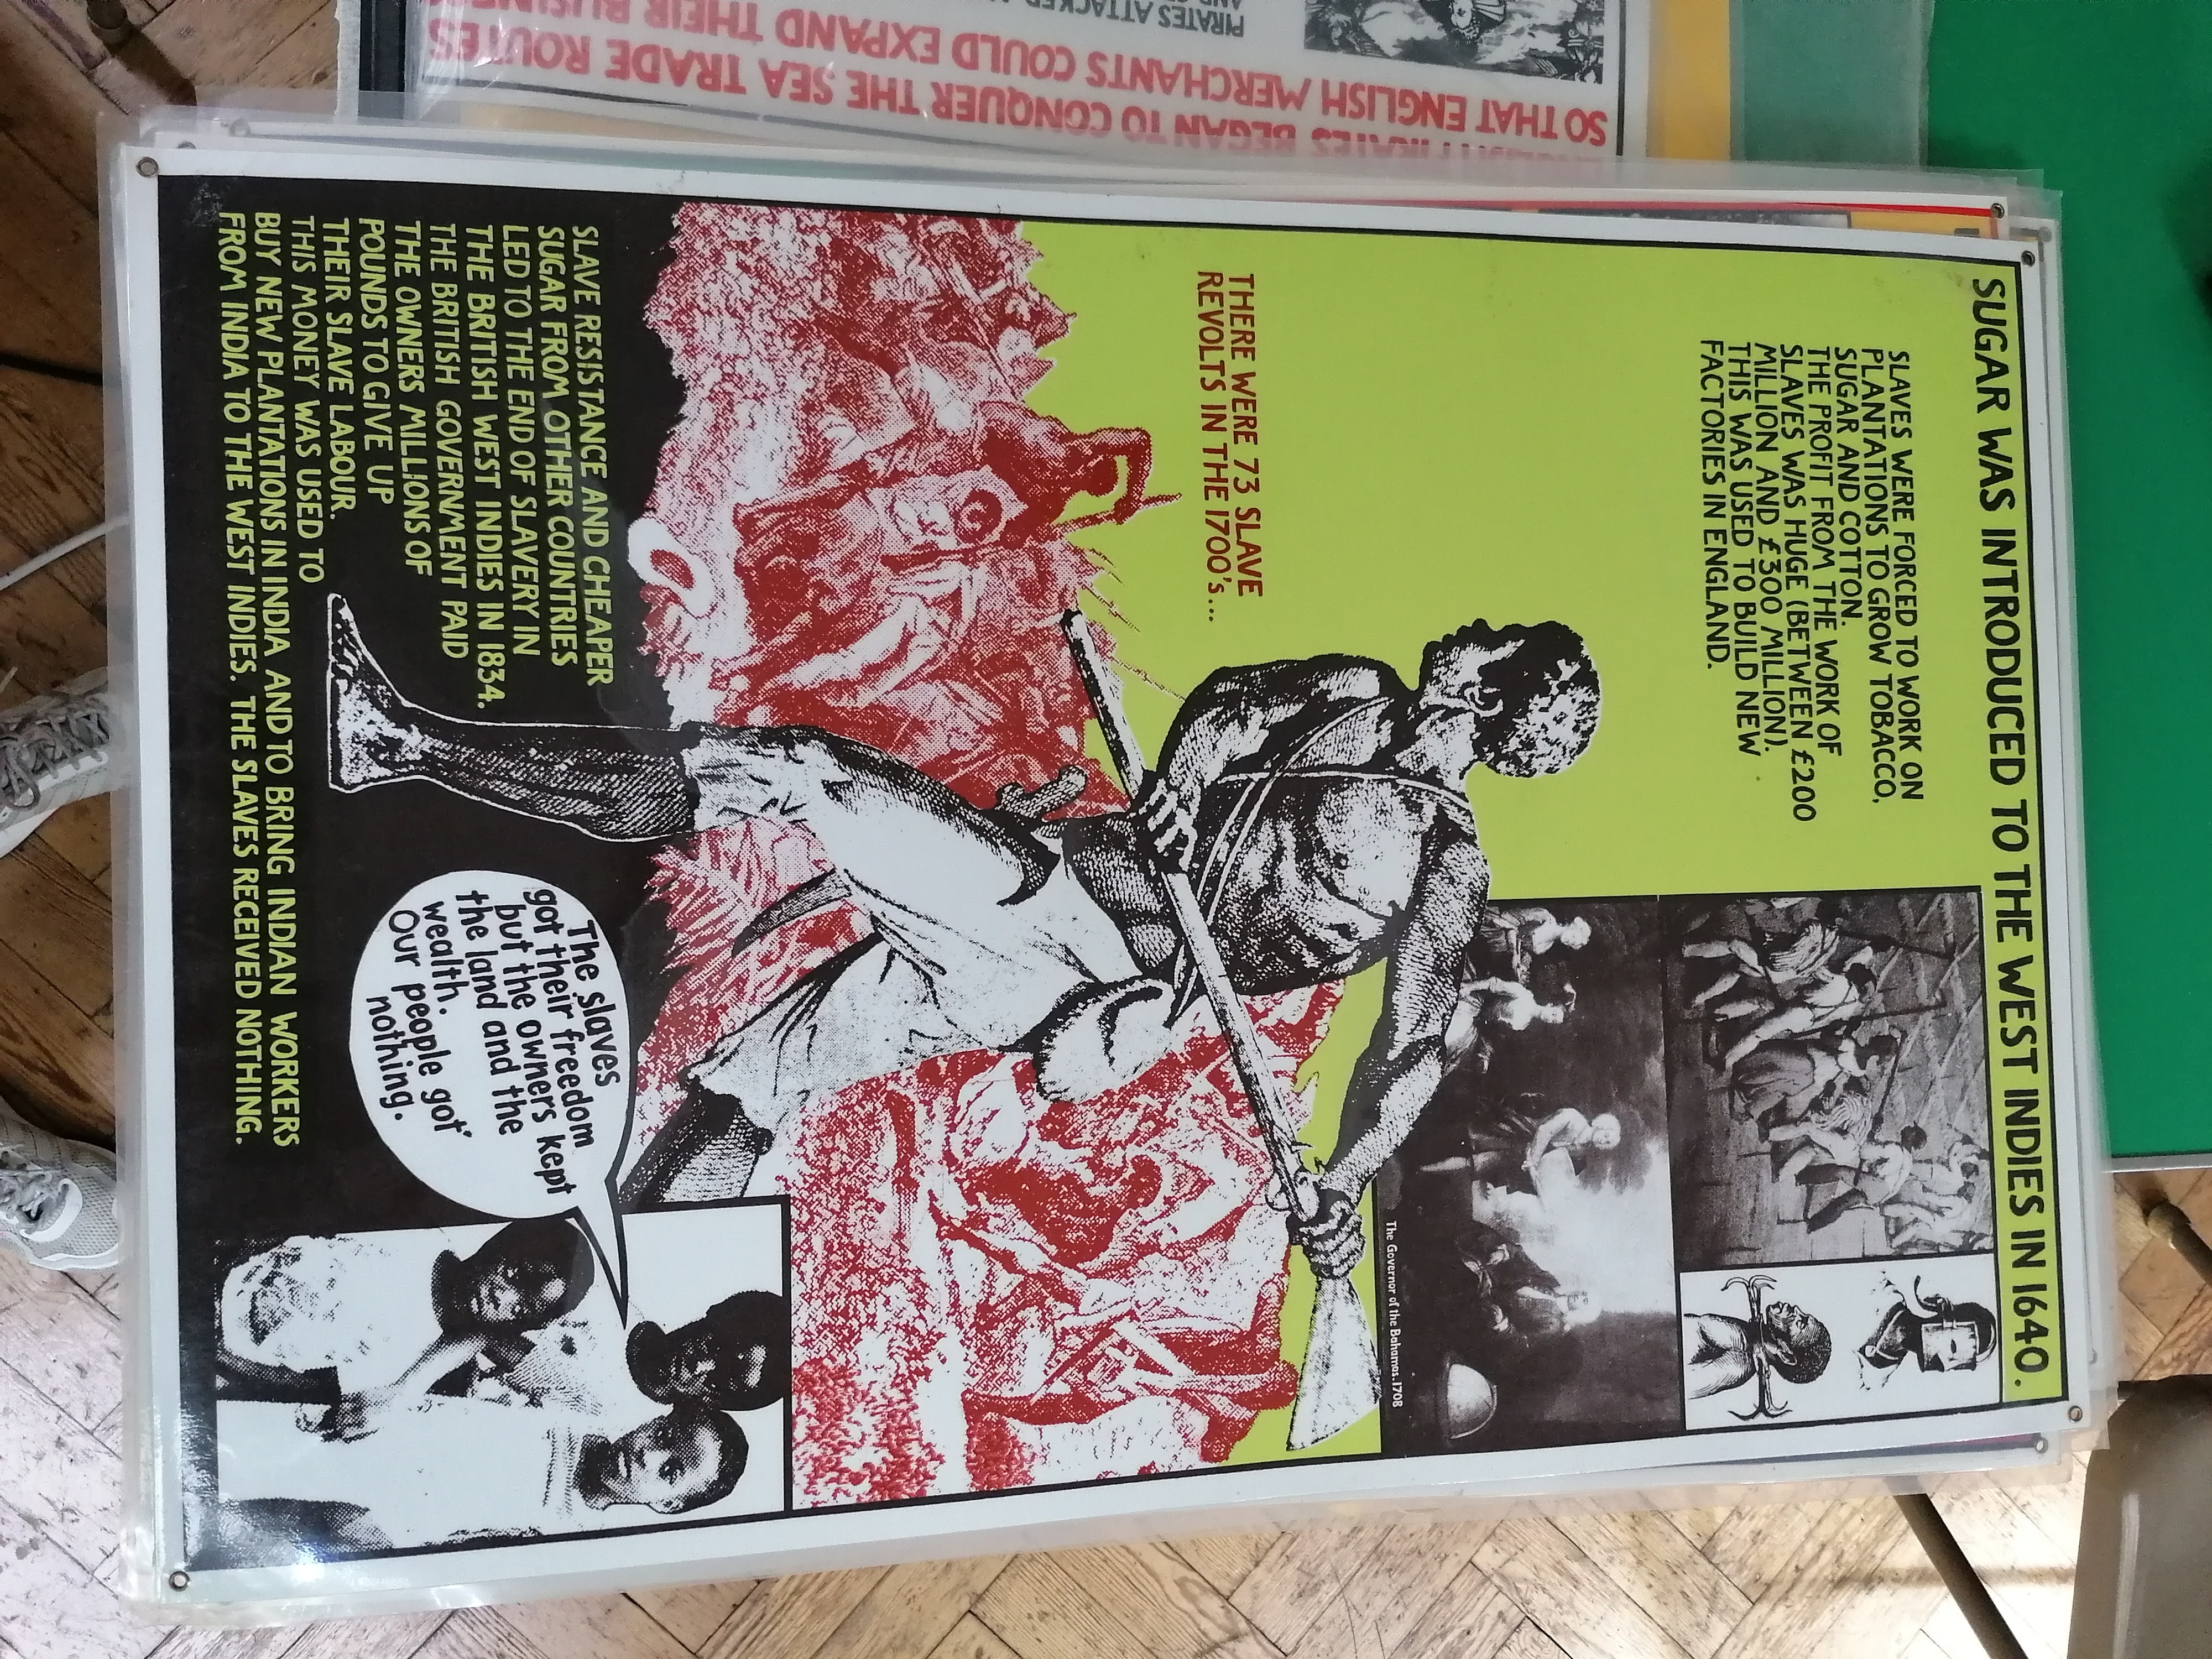 SUGAR WAS INTRODUCED TO THE WEST INDIES IN 1640.
SLAVES WERE FORCED TO WORK ON
PLANTATIONS TO GROW TOBACCO,
SUGAR AND COTTON.
THE PROFIT FROM THE WORK OF
SLAVES WAS HUGE (BETWEEN £200
MILLION AND £300 MILLION).
THIS WAS USED TO BUILD NEW
FACTORIES IN ENGLAND.
The Governor of the Bahamas. 1708
THERE WERE 73 SLAVE
REVOLTS IN THE 1700's...
SLAVE RESISTANCE AND CHEAPER
SUGAR FROM OTHER COUNTRIES
LED TO THE END OF SLAVERY IN
THE BRITISH WEST INDIES IN 1834.
THE BRITISH GOVERNMENT PAID
THE OWNERS MILLIONS OF
POUNDS TO GIVE UP
THEIR SLAVE LABOUR.
THIS MONEY WAS USED TO
BUY NEW PLANTATIONS IN INDIA AND TO BRING INDIAN WORKERS
FROM INDIA TO THE WEST INDIES. THE SLAVES RECEIVED NOTHING.
The slaves
got their freedom
but the owners kept
the land and the
wealth.
Our people got
nothing.
BEGAN TO CONQUER THE SEA TRADE ROUTES
SO THAT ENGLISH MERCHANTS COULD EXPAND THEIR
PIRATES